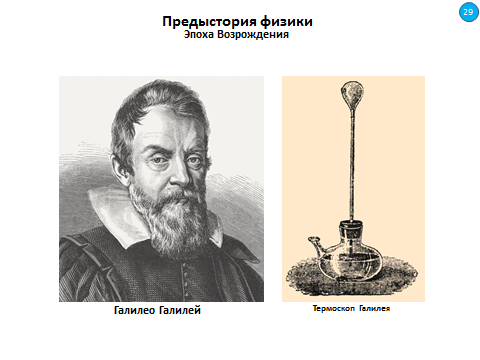 29
Предыстория физики
Эпоха Возрождения
Галилео Галилей
Термоскоп Галилея